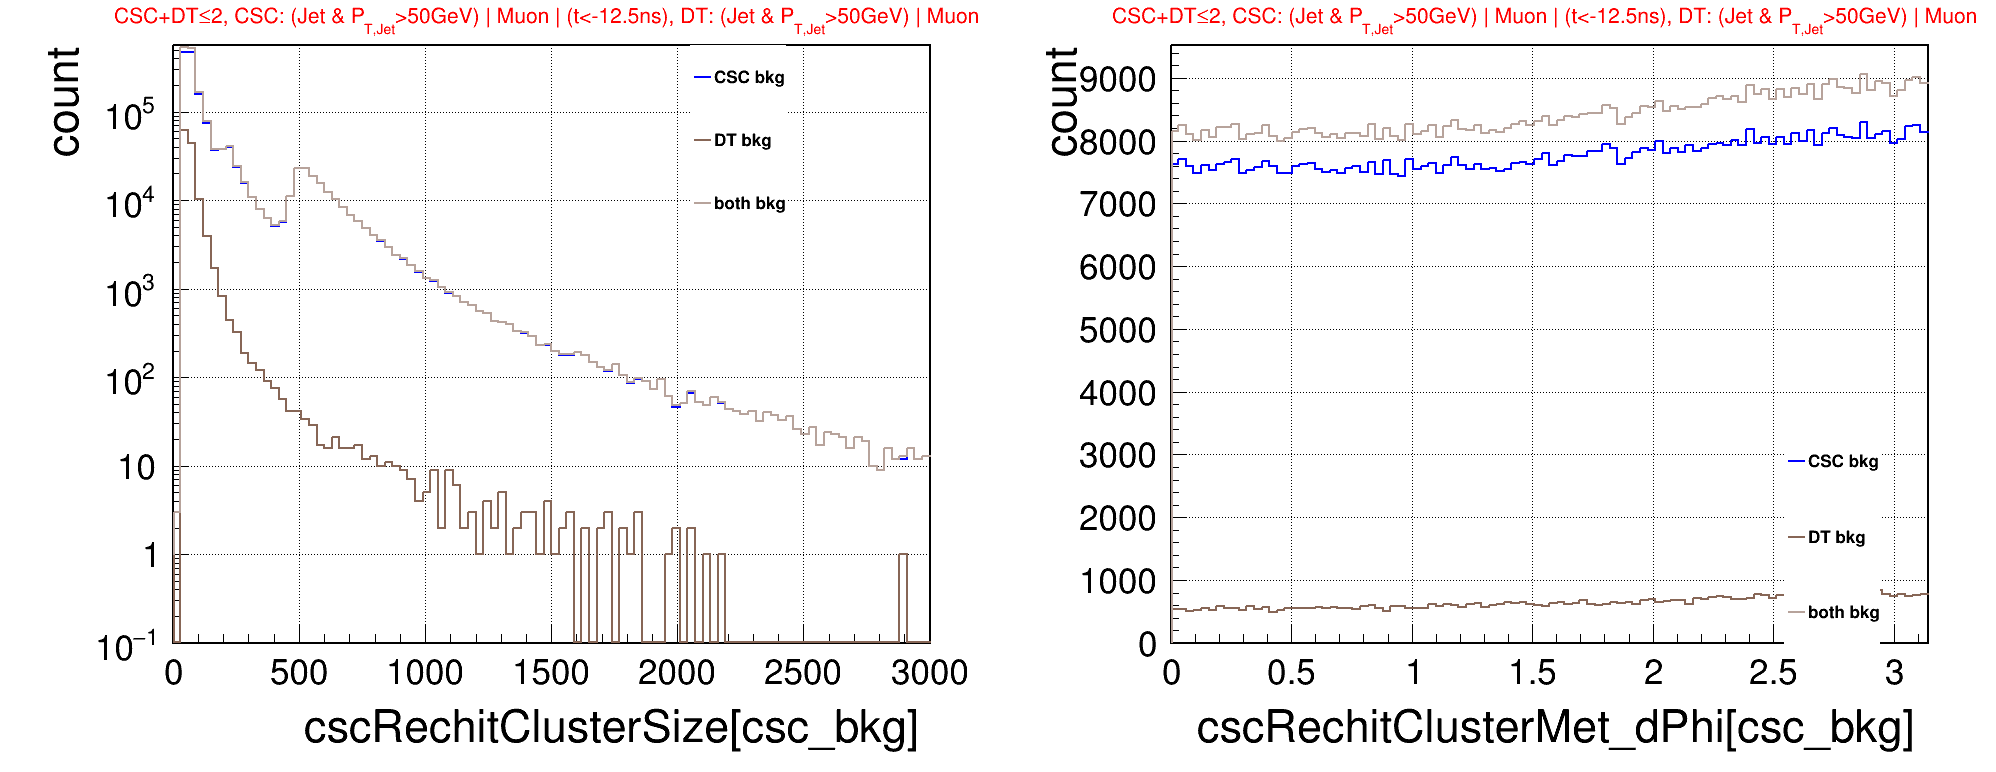 CSC+DT≤2, CSC: (Jet & P_T,Jet>50GeV) | Muon | (t<-12.5ns), DT: (Jet & P_T,Jet>50GeV) | Muon
count
10^5
10^4
10^3
10^2
10
1
10^−1
0 500 1000 1500 2000 2500 3000
CSC bkg
DT bkg
both bkg
cscRechitClusterSize[csc_bkg]
CSC+DT≤2, CSC: (Jet & P_T,Jet>50GeV) | Muon | (t<-12.5ns), DT: (Jet & P_T,Jet>50GeV) | Muon
count
9000
8000
7000
6000
5000
4000
3000
2000
1000
0
0 0.5 1 1.5 2 2.5 3
CSC bkg
DT bkg
both bkg
cscRechitClusterMet_dPhi[csc_bkg]